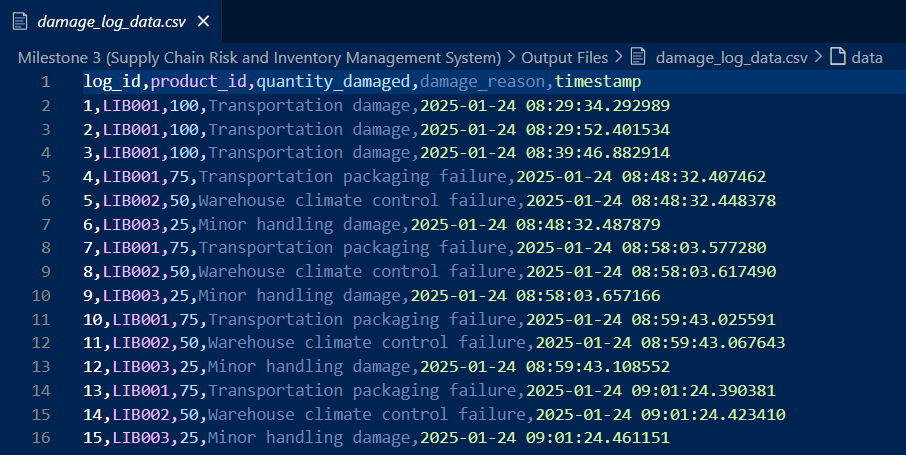 damage_log_data.csv ×
Milestone 3 (Supply Chain Risk and Inventory Management System) > Output Files > damage_log_data.csv > data
1 log_id,product_id,quantity_damaged,damage_reason,timestamp
2 1,LIB001,100,Transportation damage,2025-01-24 08:29:34.292989
3 2,LIB001,100,Transportation damage,2025-01-24 08:29:52.401534
4 3,LIB001,100,Transportation damage,2025-01-24 08:39:46.882914
5 4,LIB001,75,Transportation packaging failure,2025-01-24 08:48:32.407462
6 5,LIB002,50,Warehouse climate control failure,2025-01-24 08:48:32.448378
7 6,LIB003,25,Minor handling damage,2025-01-24 08:48:32.487879
8 7,LIB001,75,Transportation packaging failure,2025-01-24 08:58:03.577280
9 8,LIB002,50,Warehouse climate control failure,2025-01-24 08:58:03.617490
10 9,LIB003,25,Minor handling damage,2025-01-24 08:58:03.657166
11 10,LIB001,75,Transportation packaging failure,2025-01-24 08:59:43.025591
12 11,LIB002,50,Warehouse climate control failure,2025-01-24 08:59:43.067643
13 12,LIB003,25,Minor handling damage,2025-01-24 08:59:43.108552
14 13,LIB001,75,Transportation packaging failure,2025-01-24 09:01:24.390381
15 14,LIB002,50,Warehouse climate control failure,2025-01-24 09:01:24.423410
16 15,LIB003,25,Minor handling damage,2025-01-24 09:01:24.461151